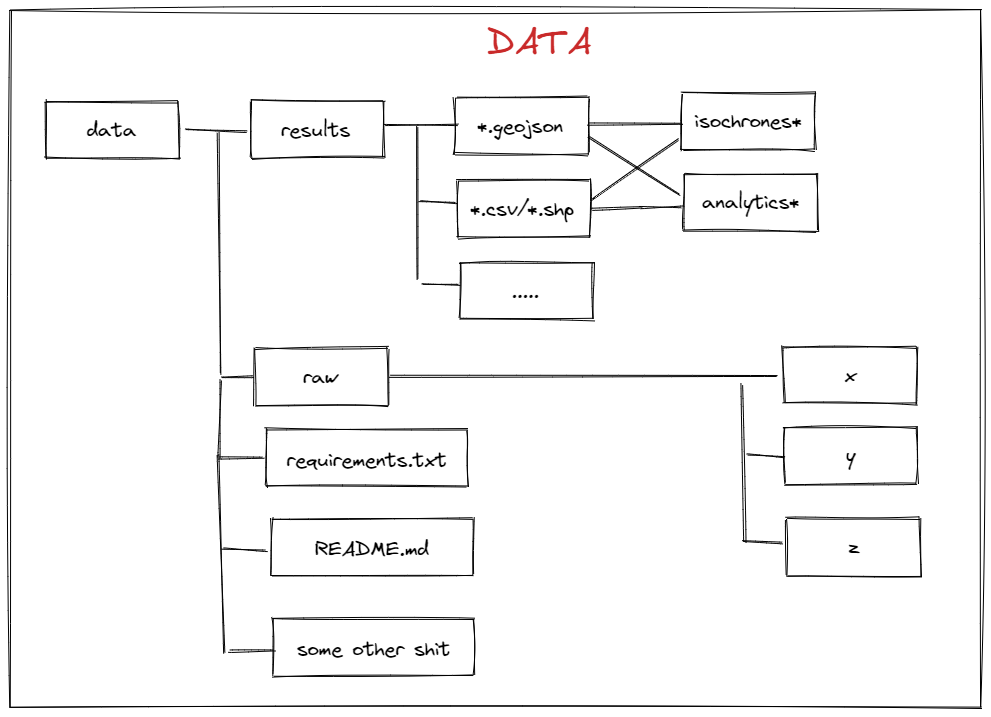 DATA
data
results
*.geojson
isochrones*
*.csv/*.shp
analytics*
.....
raw
x
requirements.txt
y
README.md
z
some other shit